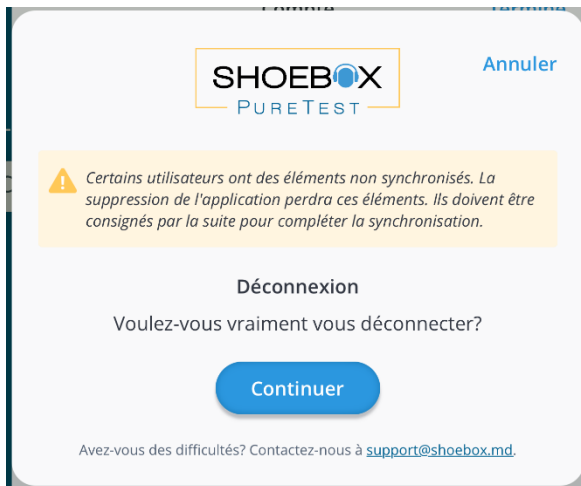 Compte Terminé
Annuler
SHOEBOX
PURETEST
Certains utilisateurs ont des éléments non synchronisés. La
suppression de l'application perdra ces éléments. Ils doivent être
consignés par la suite pour compléter la synchronisation.
Déconnexion
Voulez-vous vraiment vous déconnecter?
Continuer
Avez-vous des difficultés? Contactez-nous à support@shoebox.md.